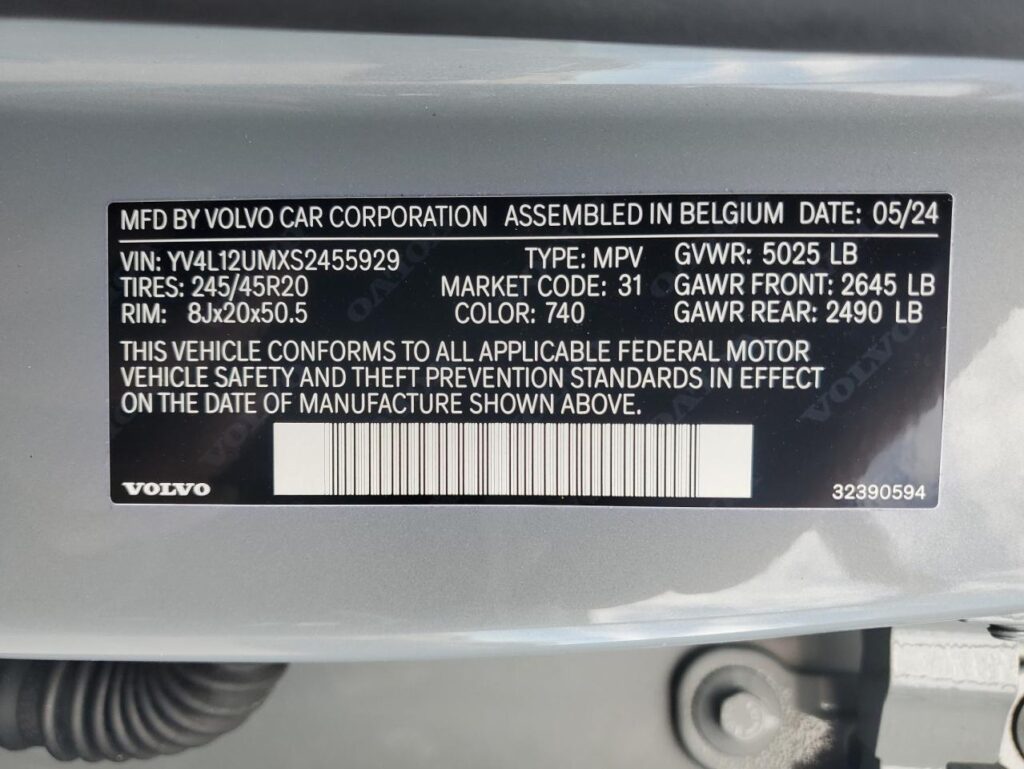 MFD BY VOLVO CAR CORPORATION ASSEMBLED IN BELGIUM DATE: 05/24
VIN: YV4L12UMXS2455929 TYPE: MPV GVWR: 5025 LB
TIRES: 245/45R20 MARKET CODE: 31 GAWR FRONT: 2645 LB
RIM: 8Jx20x50.5 COLOR: 740 GAWR REAR: 2490 LB
THIS VEHICLE CONFORMS TO ALL APPLICABLE FEDERAL MOTOR
VEHICLE SAFETY AND THEFT PREVENTION STANDARDS IN EFFECT
ON THE DATE OF MANUFACTURE SHOWN ABOVE.
VOLVO 32390594